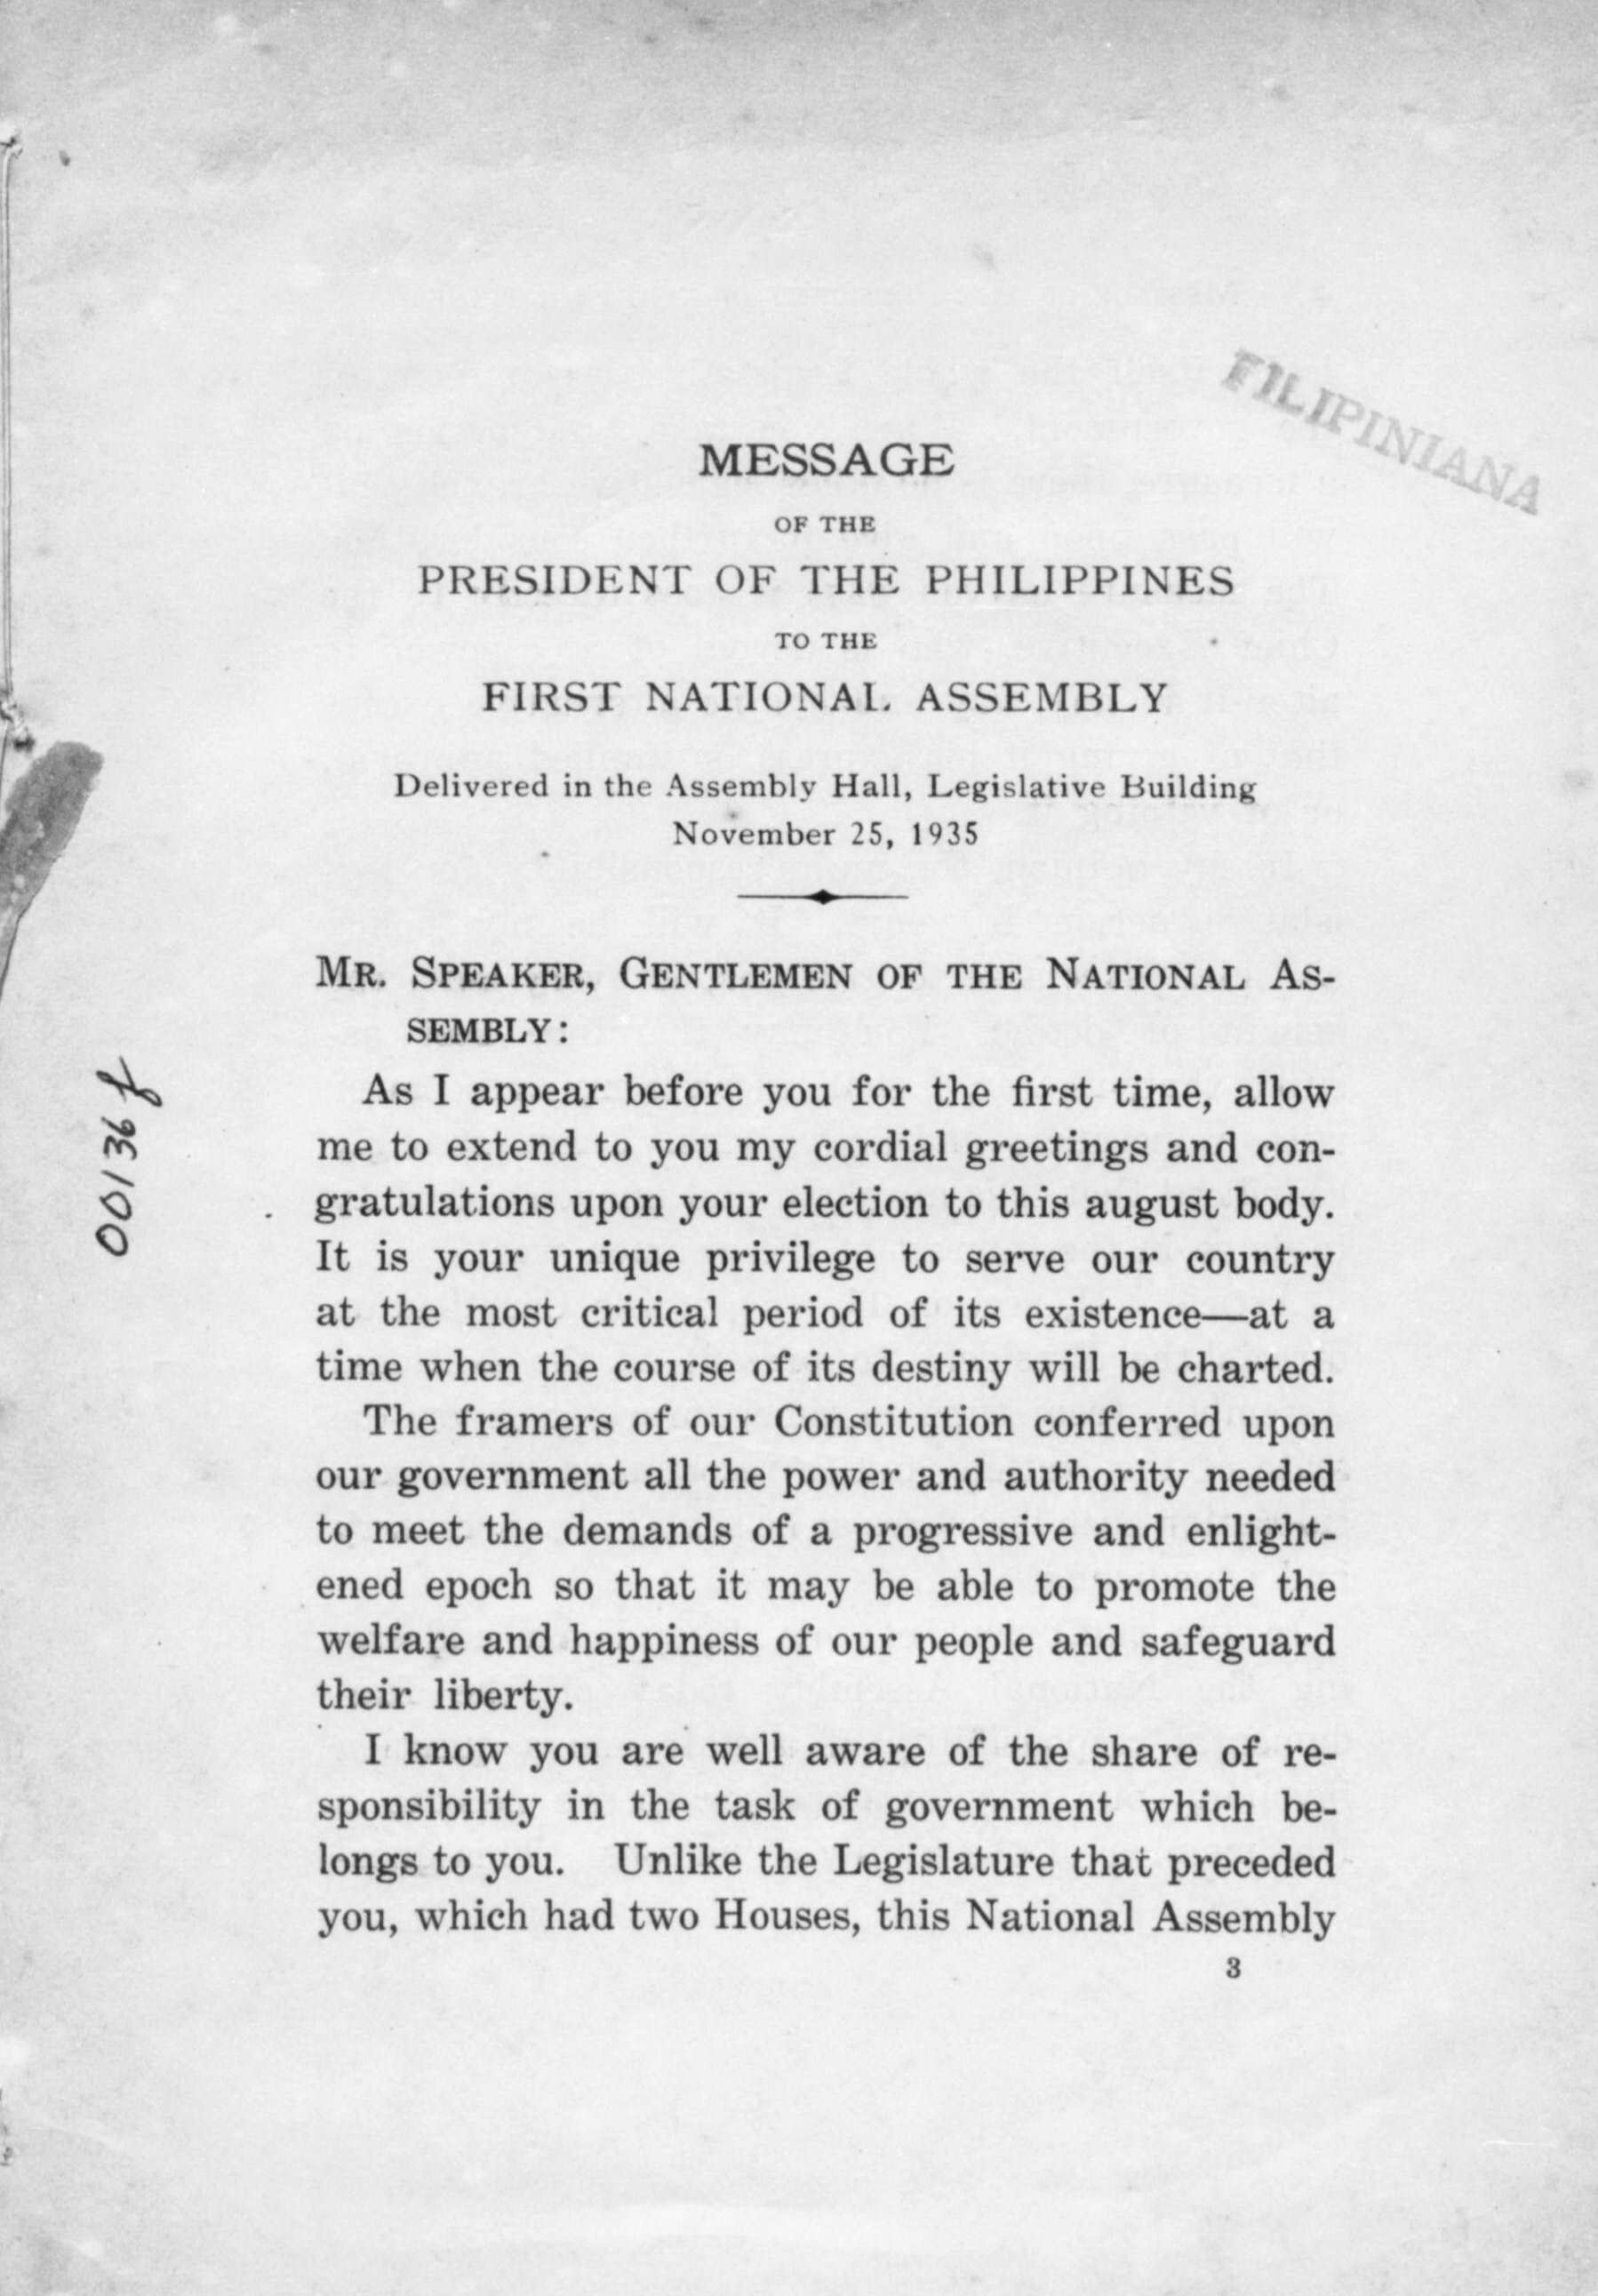 FILIPINIANA
MESSAGE
OF THE
PRESIDENT OF THE PHILIPPINES
TO THE
FIRST NATIONAL ASSEMBLY
Delivered in the Assembly Hall, Legislative Building
November 25, 1935
MR. SPEAKER, GENTLEMEN OF THE NATIONAL AS-
SEMBLY:
As I appear before you for the first time, allow
me to extend to you my cordial greetings and con-
gratulations upon your election to this august body.
It is your unique privilege to serve our country
at the most critical period of its existence—at a
time when the course of its destiny will be charted.
The framers of our Constitution conferred upon
our government all the power and authority needed
to meet the demands of a progressive and enlight-
ened epoch so that it may be able to promote the
welfare and happiness of our people and safeguard
their liberty.
I know you are well aware of the share of re-
sponsibility in the task of government which be-
longs to you. Unlike the Legislature that preceded
you, which had two Houses, this National Assembly
3
00136